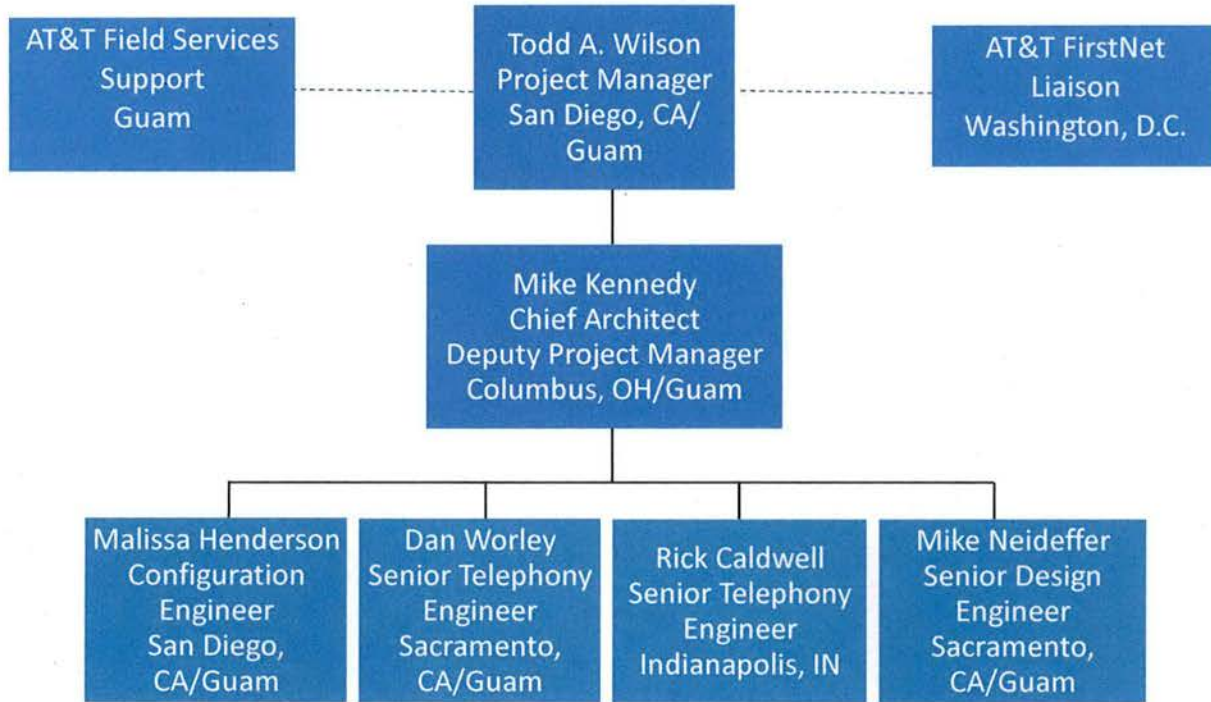 AT&T Field Services
Support
Guam
Todd A. Wilson
Project Manager
San Diego, CA/
Guam
AT&T FirstNet
Liaison
Washington, D.C.
Mike Kennedy
Chief Architect
Deputy Project Manager
Columbus, OH/Guam
Malissa Henderson
Configuration
Engineer
San Diego,
CA/Guam
Dan Worley
Senior Telephony
Engineer
Sacramento,
CA/Guam
Rick Caldwell
Senior Telephony
Engineer
Indianapolis, IN
Mike Neideffer
Senior Design
Engineer
Sacramento,
CA/Guam